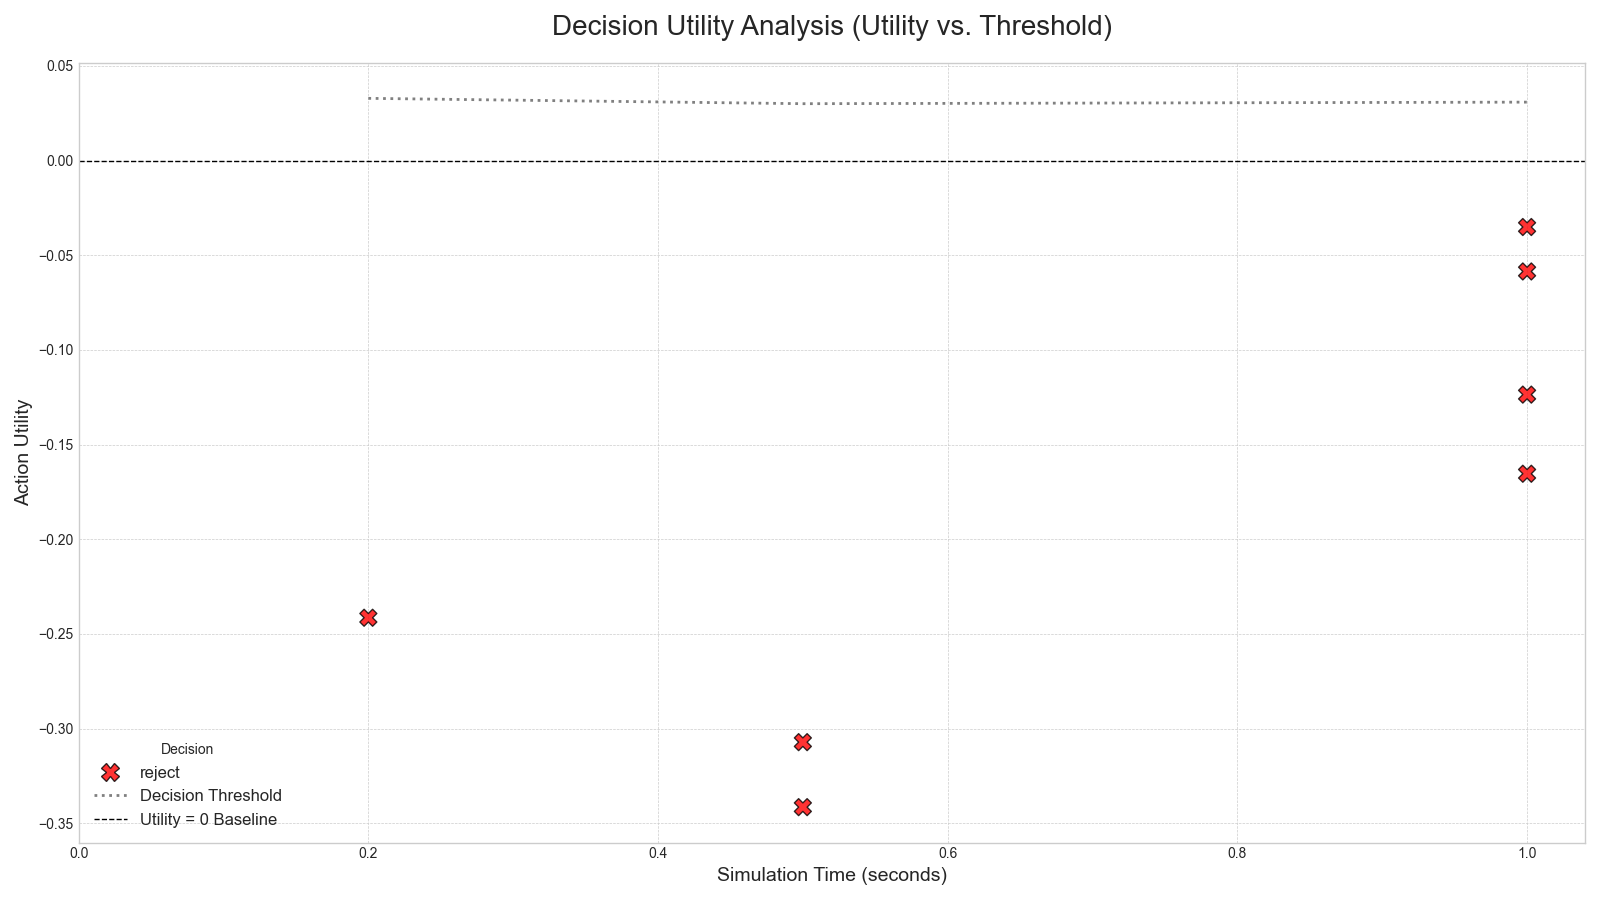 Decision Utility Analysis (Utility vs. Threshold)
0.05
0.00
−0.05
−0.10
−0.15
−0.20
−0.25
−0.30
−0.35
Action Utility
Decision
reject
Decision Threshold
Utility = 0 Baseline
0.0 0.2 0.4 0.6 0.8 1.0
Simulation Time (seconds)